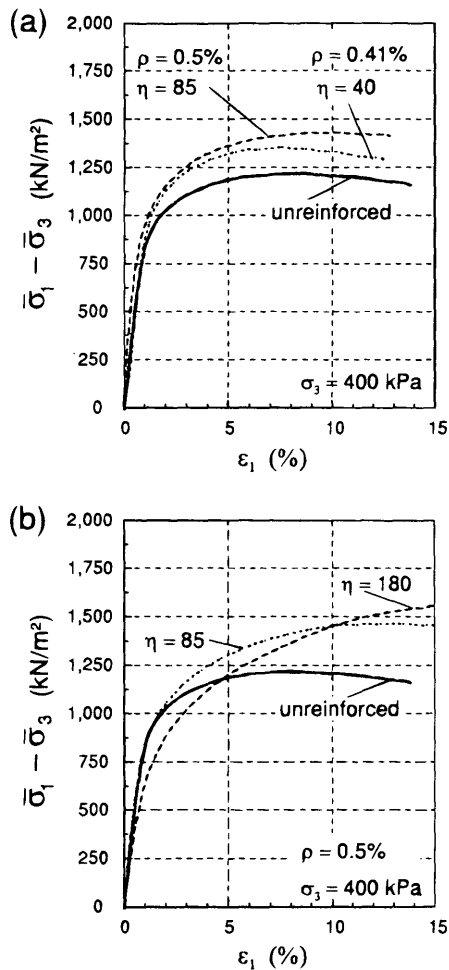 (a)
2,000
1,750
1,500
1,250
1,000
750
500
250
0
σ̄₁ − σ̄₃ (kN/m²)
ρ = 0.5%
η = 85
ρ = 0.41%
η = 40
unreinforced
σ₃ = 400 kPa
0 5 10 15
ε₁ (%)
(b)
2,000
1,750
1,500
1,250
1,000
750
500
250
0
σ̄₁ − σ̄₃ (kN/m²)
η = 180
η = 85
unreinforced
ρ = 0.5%
σ₃ = 400 kPa
0 5 10 15
ε₁ (%)